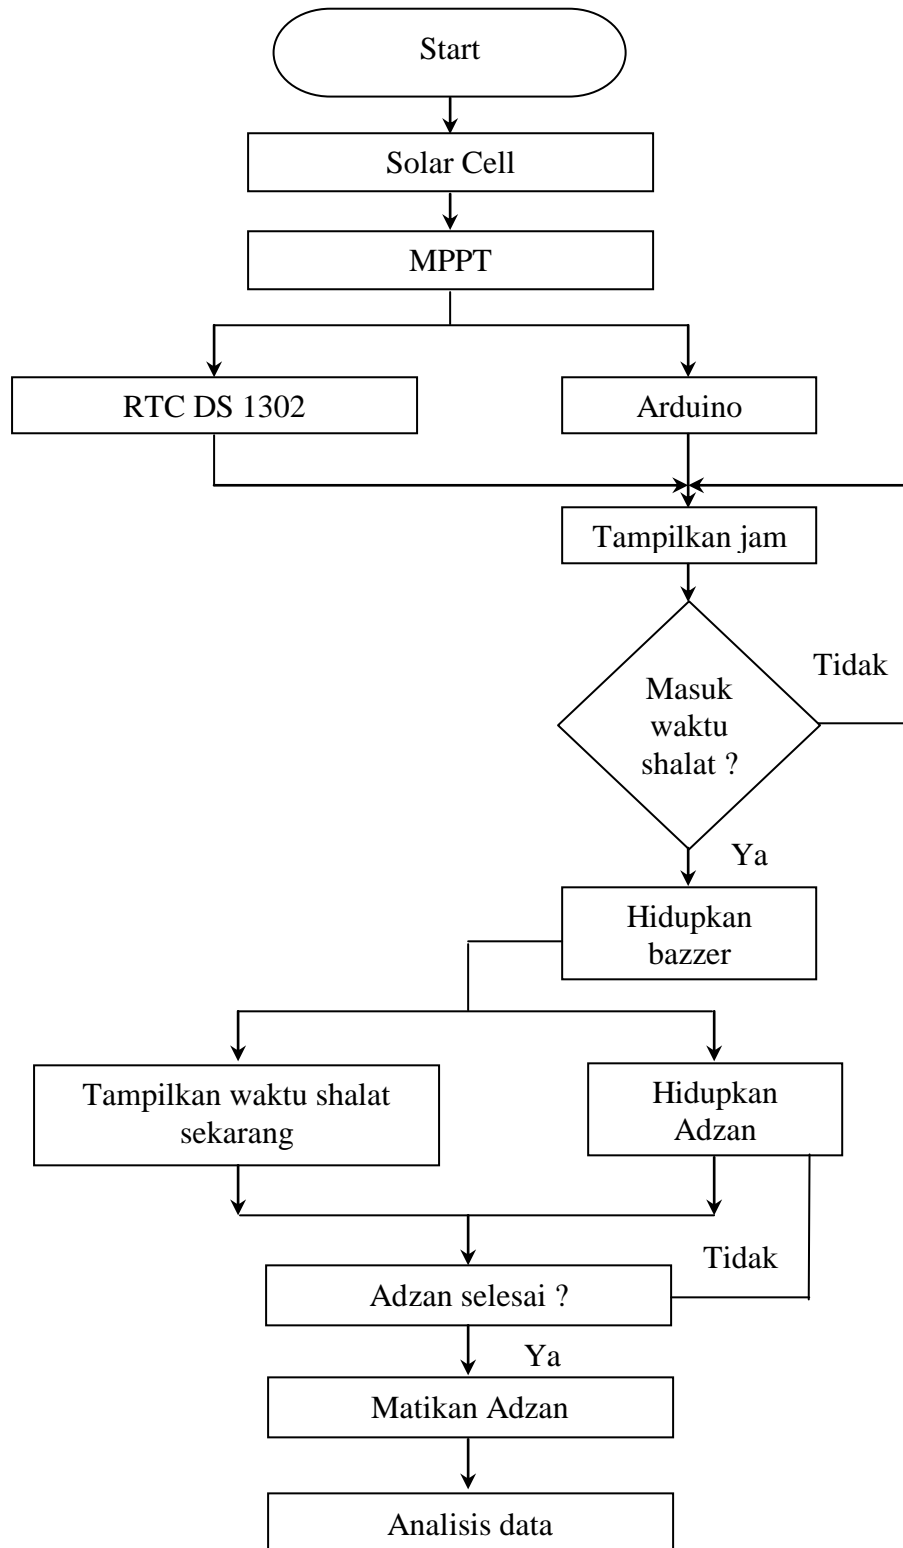 Start
Solar Cell
MPPT
RTC DS 1302
Arduino
Tampilkan jam
Masuk
waktu
shalat ?
Tidak
Ya
Hidupkan
bazzer
Tampilkan waktu shalat
sekarang
Hidupkan
Adzan
Tidak
Adzan selesai ?
Ya
Matikan Adzan
Analisis data